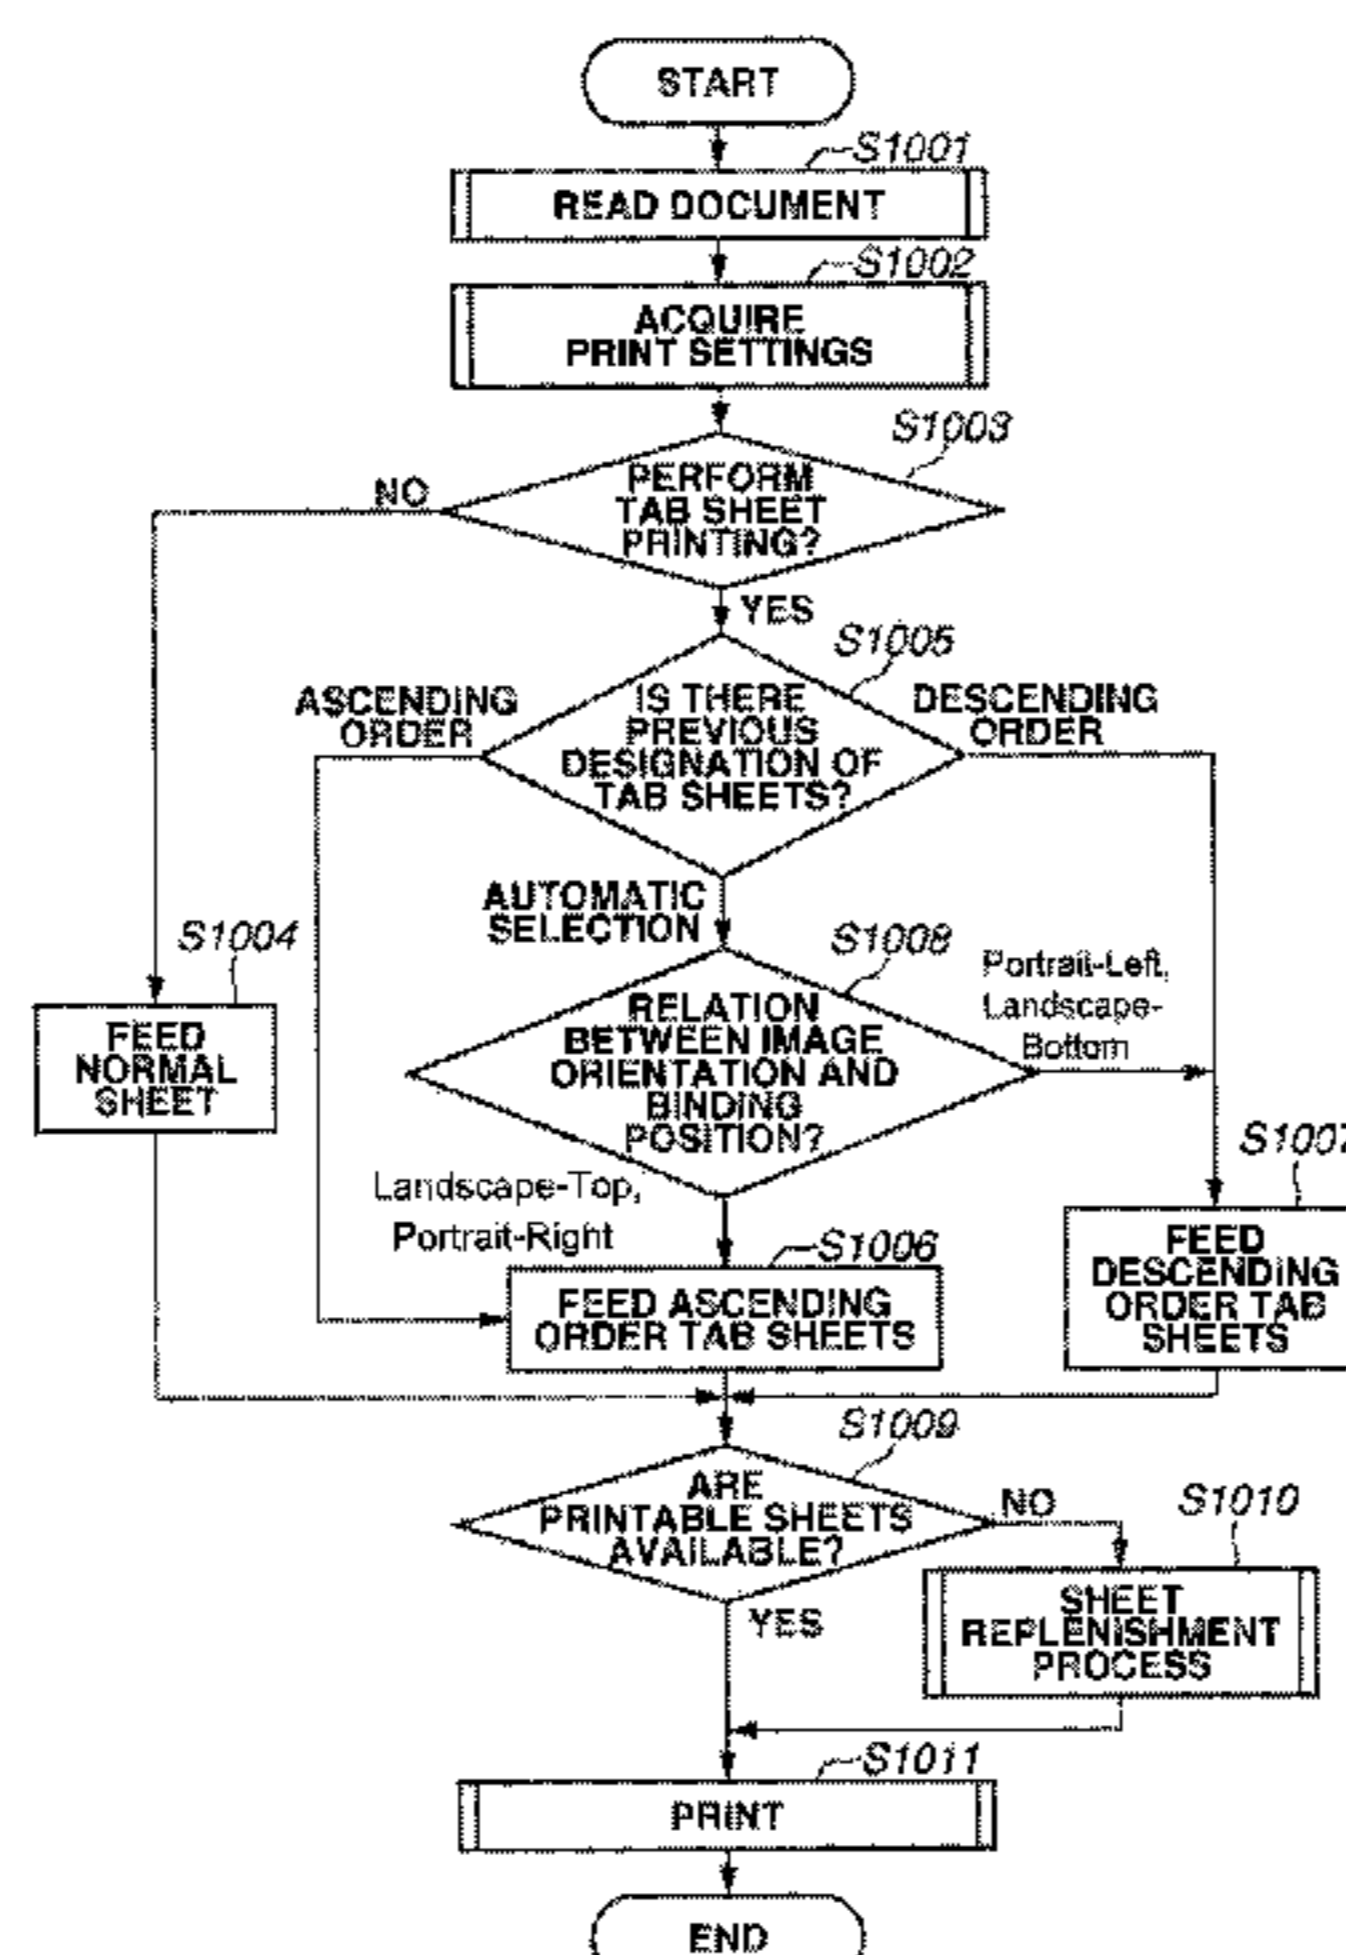 START
S1001
READ DOCUMENT
S1002
ACQUIRE
PRINT SETTINGS
S1003
PERFORM
TAB SHEET
PRINTING?
NO
YES
S1005
IS THERE
PREVIOUS
DESIGNATION OF
TAB SHEETS?
ASCENDING
ORDER
DESCENDING
ORDER
AUTOMATIC
SELECTION
S1004
FEED
NORMAL
SHEET
S1008
RELATION
BETWEEN IMAGE
ORIENTATION AND
BINDING
POSITION?
Portrait-Left,
Landscape-
Bottom
Landscape-Top,
Portrait-Right
S1006
FEED ASCENDING
ORDER TAB SHEETS
S1007
FEED
DESCENDING
ORDER TAB
SHEETS
S1009
ARE
PRINTABLE SHEETS
AVAILABLE?
NO
YES
S1010
SHEET
REPLENISHMENT
PROCESS
S1011
PRINT
END